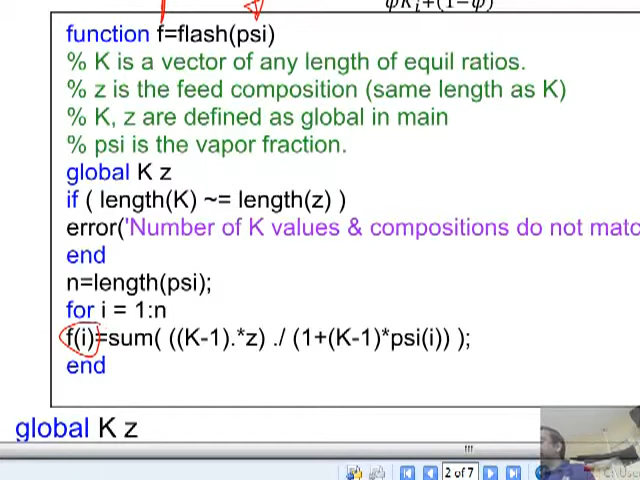 ψKi+(1−ψ)
function f=flash(psi)
% K is a vector of any length of equil ratios.
% z is the feed composition (same length as K)
% K, z are defined as global in main
% psi is the vapor fraction.
global K z
if ( length(K) ~= length(z) )
error('Number of K values & compositions do not matc
end
n=length(psi);
for i = 1:n
f(i)=sum( ((K-1).*z) ./ (1+(K-1)*psi(i)) );
end
global K z
2 of 7